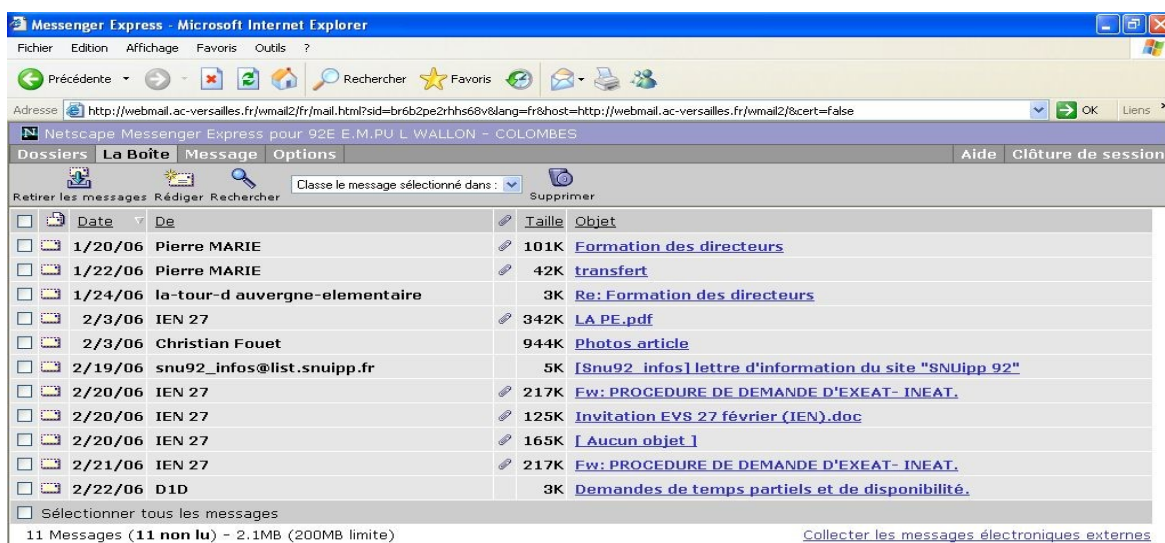 Messenger Express - Microsoft Internet Explorer
Fichier Edition Affichage Favoris Outils ?
Précédente Rechercher Favoris
Adresse http://webmail.ac-versailles.fr/wmail2/fr/mail.html?sid=br6b2pe2rhhs68v&lang=fr&host=http://webmail.ac-versailles.fr/wmail2/&cert=false OK Liens »
N Netscape Messenger Express pour 92E E.M.PU L WALLON - COLOMBES
Dossiers La Boîte Message Options Aide Clôture de session
Classe le message sélectionné dans :
Retirer les messages Rédiger Rechercher Supprimer
Date De Taille Objet
1/20/06 Pierre MARIE 101K Formation des directeurs
1/22/06 Pierre MARIE 42K transfert
1/24/06 la-tour-d auvergne-elementaire 3K Re: Formation des directeurs
2/3/06 IEN 27 342K LA PE.pdf
2/3/06 Christian Fouet 944K Photos article
2/19/06 snu92_infos@list.snuipp.fr 5K [Snu92_infos] lettre d'information du site "SNUipp 92"
2/20/06 IEN 27 217K Fw: PROCEDURE DE DEMANDE D'EXEAT- INEAT.
2/20/06 IEN 27 125K Invitation EVS 27 février (IEN).doc
2/20/06 IEN 27 165K [ Aucun objet ]
2/21/06 IEN 27 217K Fw: PROCEDURE DE DEMANDE D'EXEAT- INEAT.
2/22/06 D1D 3K Demandes de temps partiels et de disponibilité.
Sélectionner tous les messages
11 Messages (11 non lu) - 2.1MB (200MB limite) Collecter les messages électroniques externes